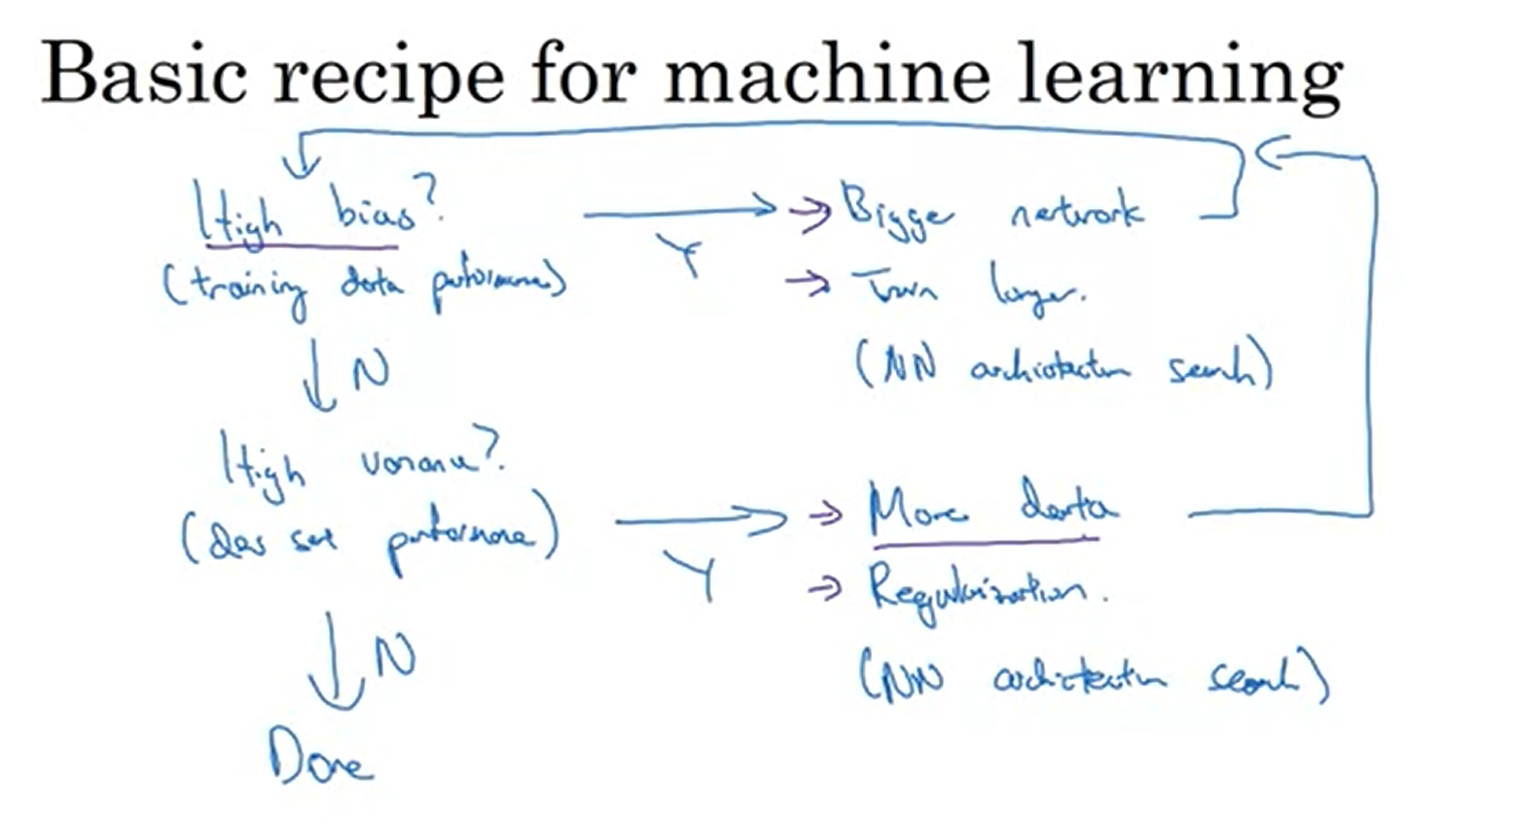 Basic recipe for machine learning
High bias? Y Bigge network
(training data performance) Train longer.
N (NN architecture search)
High variance?
(dev set performance) Y More data
N Regularization.
(NN architecture search)
Done